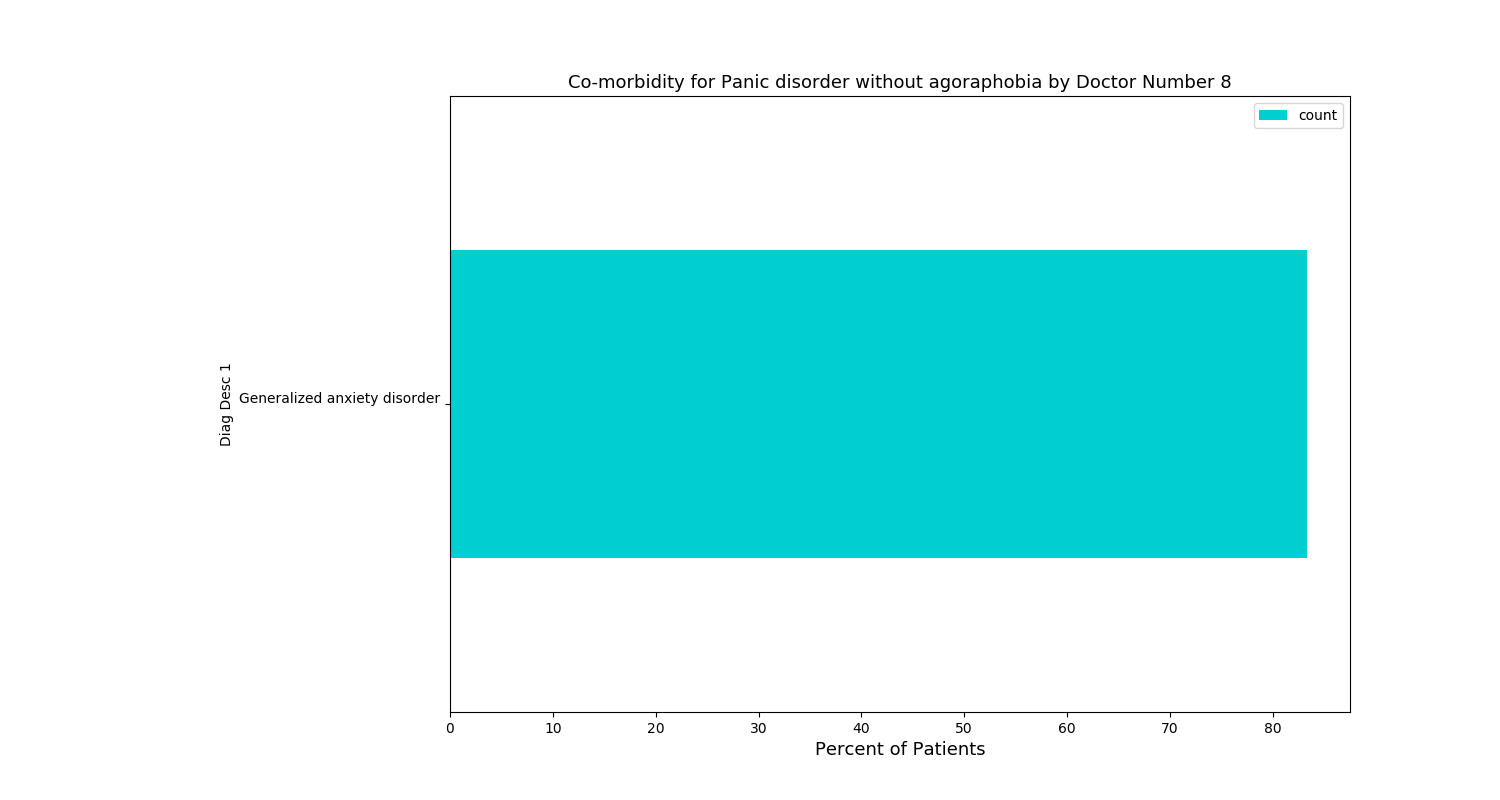 Co-morbidity for Panic disorder without agoraphobia by Doctor Number 8
count
Diag Desc 1
Generalized anxiety disorder
0 10 20 30 40 50 60 70 80
Percent of Patients